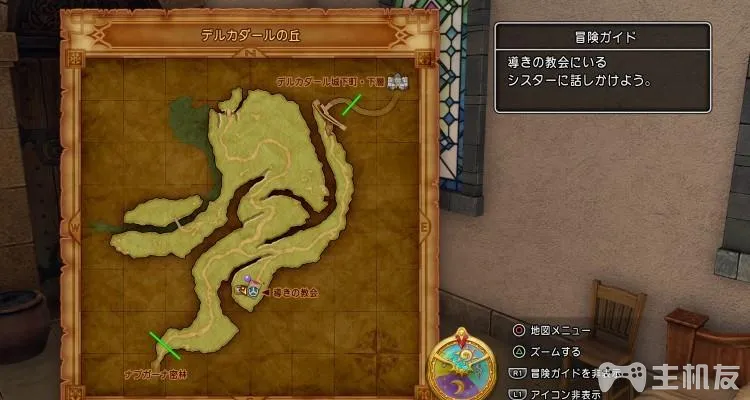 デルカダールの丘
N
デルカダール城下町・下層
W
E
導きの教会
ナプガーナ密林
冒険ガイド
導きの教会にいる
シスターに話しかけよう。
地図メニュー
ズームする
R1 冒険ガイドを非表示
L1 アイコン非表示
主机友